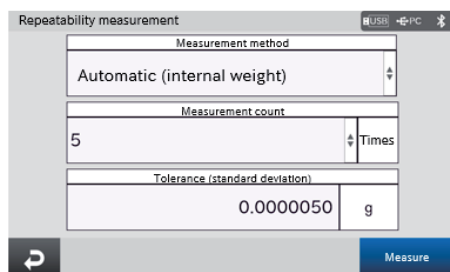 Repeatability measurement USB PC
Measurement method
Automatic (internal weight)
Measurement count
5 Times
Tolerance (standard deviation)
0.0000050 g
Measure